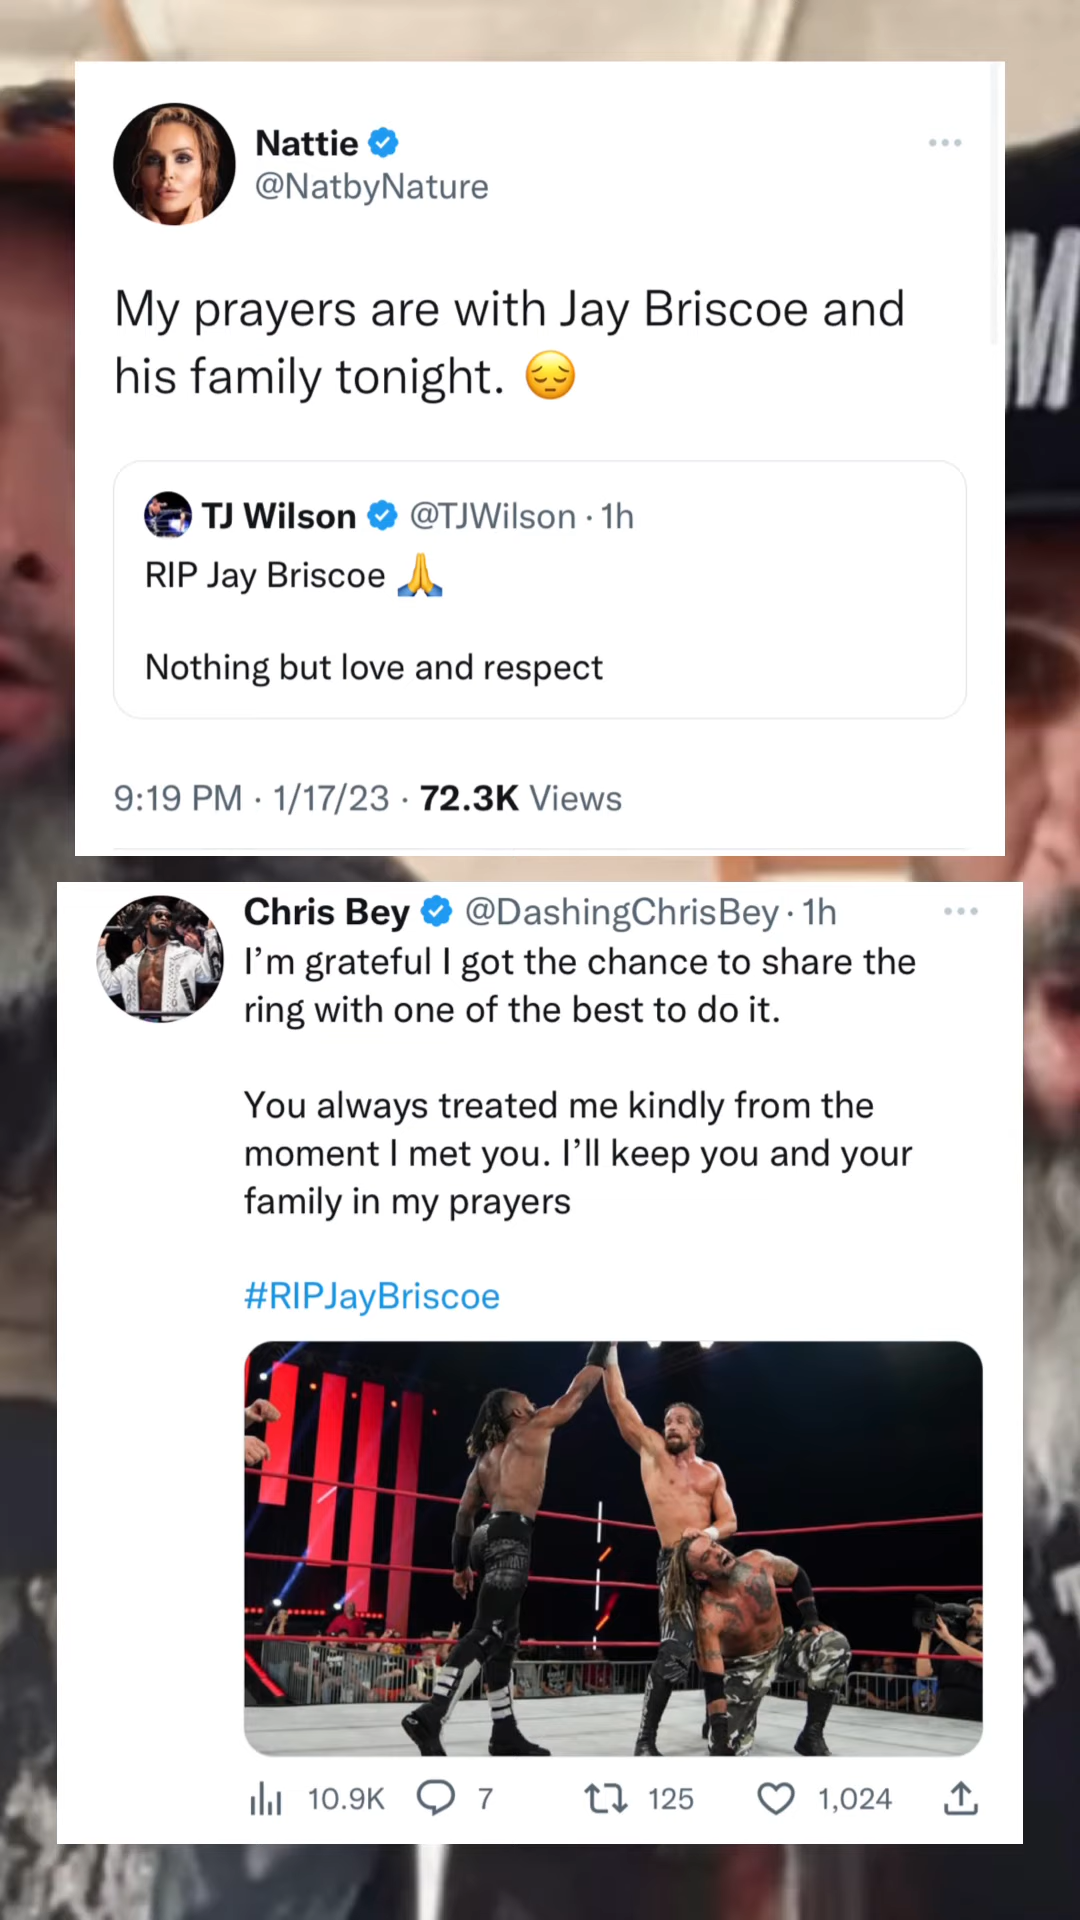 Nattie
@NatbyNature
My prayers are with Jay Briscoe and
his family tonight. 😔
TJ Wilson @TJWilson · 1h
RIP Jay Briscoe 🙏
Nothing but love and respect
9:19 PM · 1/17/23 · 72.3K Views
Chris Bey @DashingChrisBey · 1h
I'm grateful I got the chance to share the
ring with one of the best to do it.
You always treated me kindly from the
moment I met you. I'll keep you and your
family in my prayers
#RIPJayBriscoe
10.9K 7 125 1,024